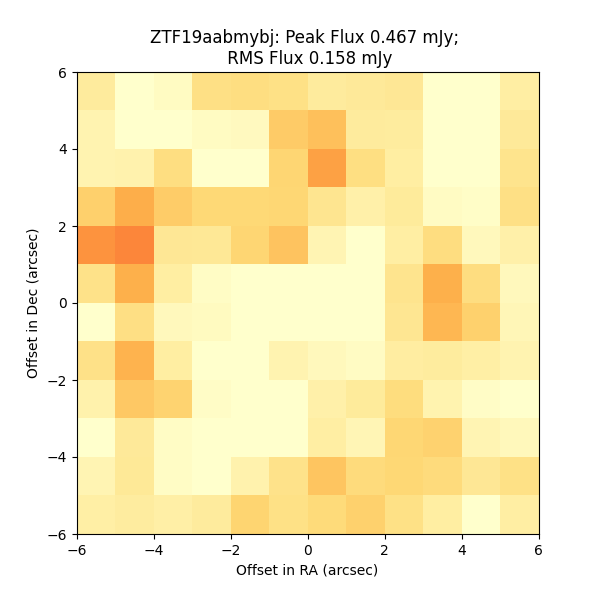 ZTF19aabmybj: Peak Flux 0.467 mJy;
RMS Flux 0.158 mJy
6
4
2
0
−2
−4
−6
Offset in Dec (arcsec)
−6 −4 −2 0 2 4 6
Offset in RA (arcsec)